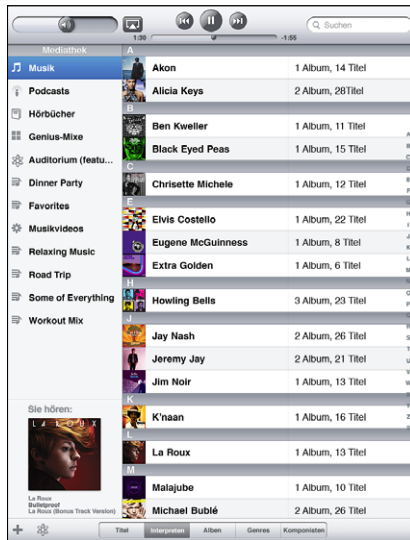 Suchen
1:30
-1:55
Mediathek
Musik
Podcasts
Hörbücher
Genius-Mixe
Auditorium (featu...
Dinner Party
Favorites
Musikvideos
Relaxing Music
Road Trip
Some of Everything
Workout Mix
Sie hören:
LA ROUX
La Roux
Bulletproof
La Roux (Bonus Track Version)
A
Akon 1 Album, 14 Titel
Alicia Keys 2 Album, 28Titel
B
Ben Kweller 1 Album, 11 Titel
Black Eyed Peas 1 Album, 15 Titel
C
Chrisette Michele 1 Album, 12 Titel
E
Elvis Costello 1 Album, 22 Titel
Eugene McGuinness 1 Album, 8 Titel
Extra Golden 1 Album, 6 Titel
H
Howling Bells 3 Album, 23 Titel
J
Jay Nash 2 Album, 26 Titel
Jeremy Jay 2 Album, 21 Titel
Jim Noir 1 Album, 13 Titel
K
K'naan 1 Album, 16 Titel
L
La Roux 1 Album, 13 Titel
M
Malajube 1 Album, 10 Titel
Michael Bublé 2 Album, 26 Titel
Titel Interpreten Alben Genres Komponisten